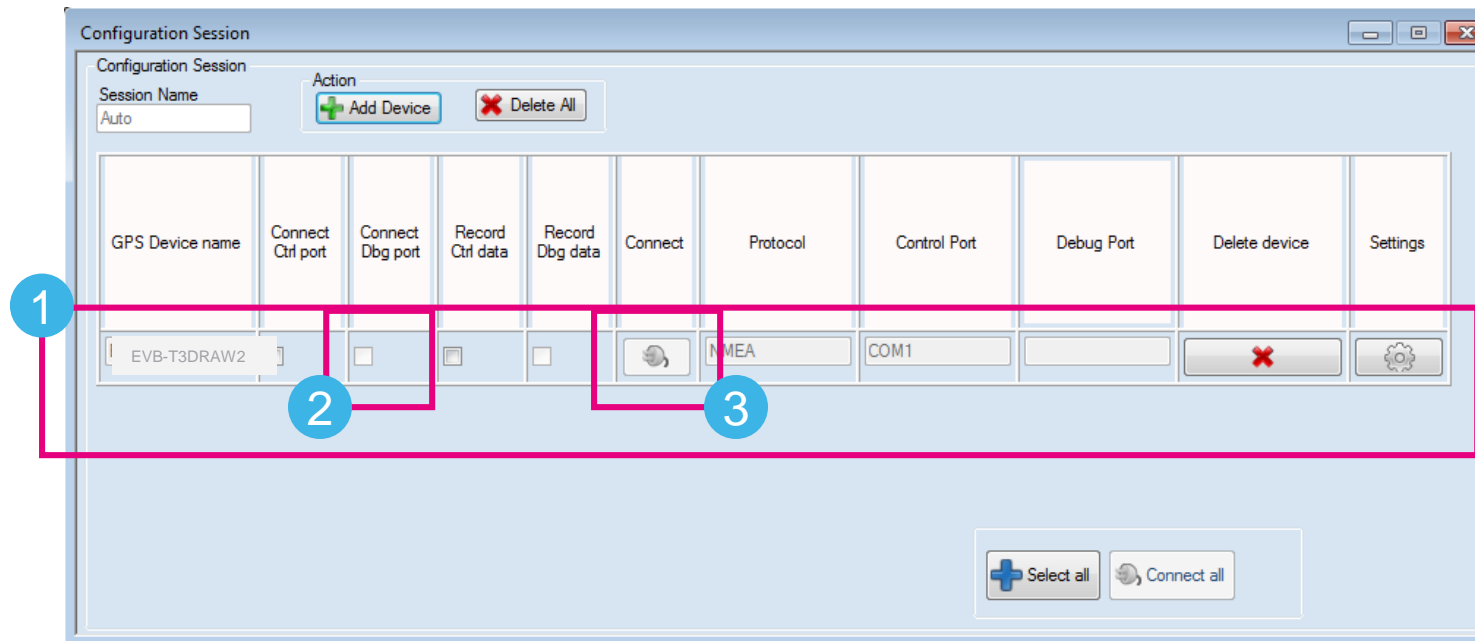 Configuration Session
Configuration Session
Session Name
Action
Auto
Add Device
Delete All
GPS Device name
Connect
Ctrl port
Connect
Dbg port
Record
Ctrl data
Record
Dbg data
Connect
Protocol
Control Port
Debug Port
Delete device
Settings
1
EVB-T3DRAW2
NMEA
COM1
2
3
Select all
Connect all